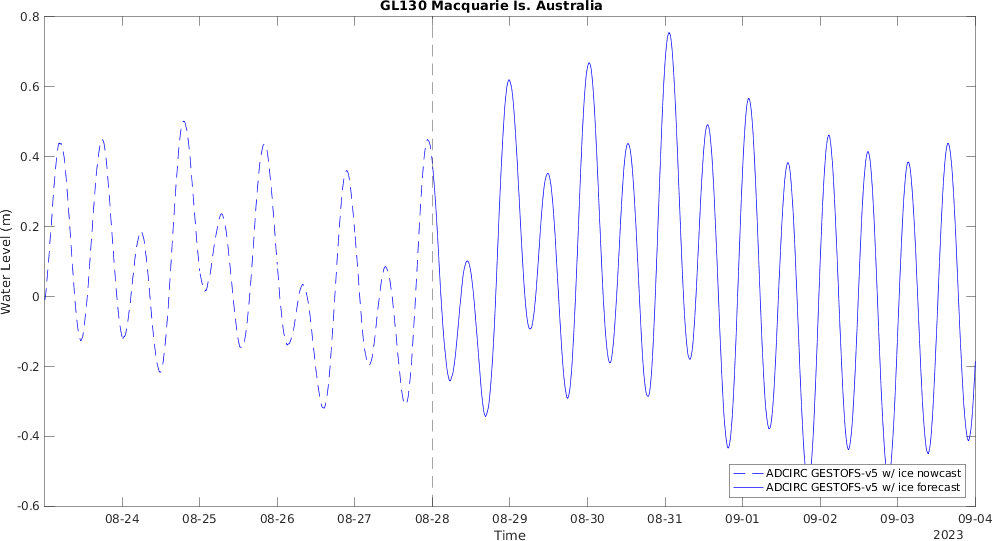 GL130 Macquarie Is. Australia
Water Level (m)
0.8
0.6
0.4
0.2
0
-0.2
-0.4
-0.6
ADCIRC GESTOFS-v5 w/ ice nowcast
ADCIRC GESTOFS-v5 w/ ice forecast
08-24 08-25 08-26 08-27 08-28 08-29 08-30 08-31 09-01 09-02 09-03 09-04
Time
2023